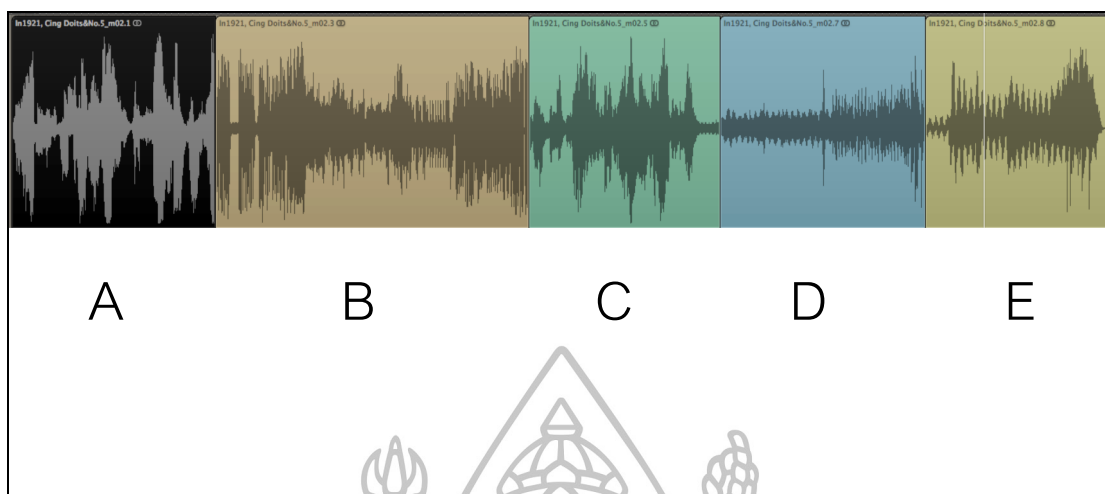 In1921, Cing Doits&No.5_m02.1
In1921, Cing Doits&No.5_m02.3
In1921, Cing Doits&No.5_m02.5
In1921, Cing Doits&No.5_m02.7
In1921, Cing Doits&No.5_m02.8
A
B
C
D
E